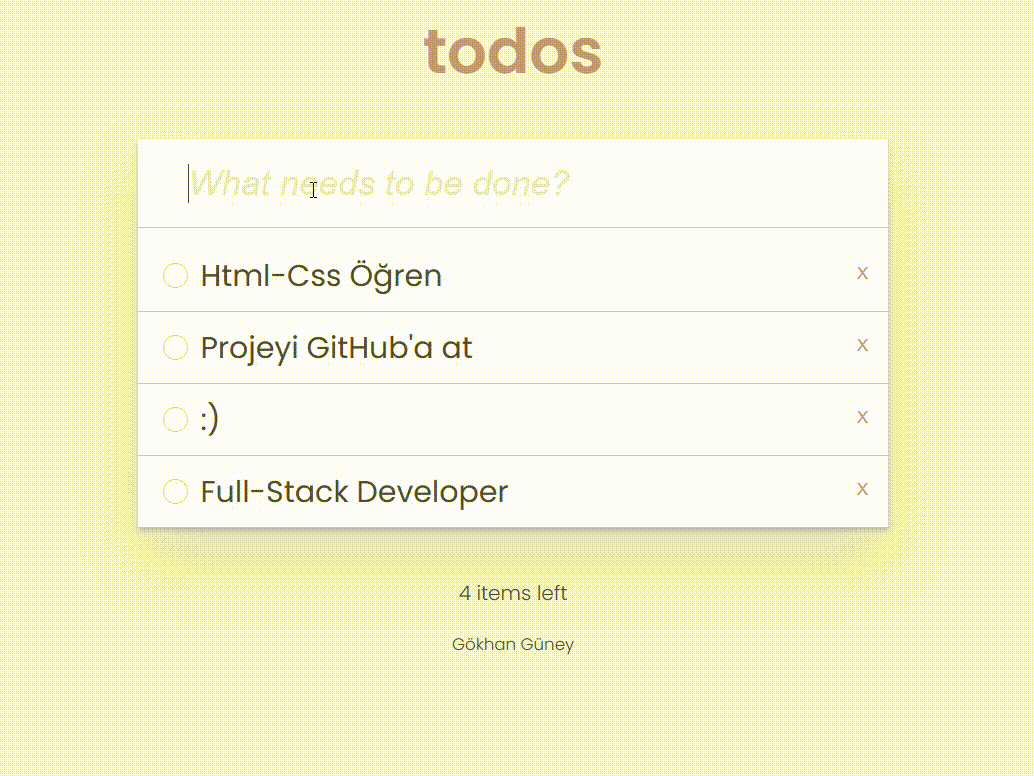 todos
What needs to be done?
Html-Css Öğren x
Projeyi GitHub'a at x
:) x
Full-Stack Developer x
4 items left
Gökhan Güney